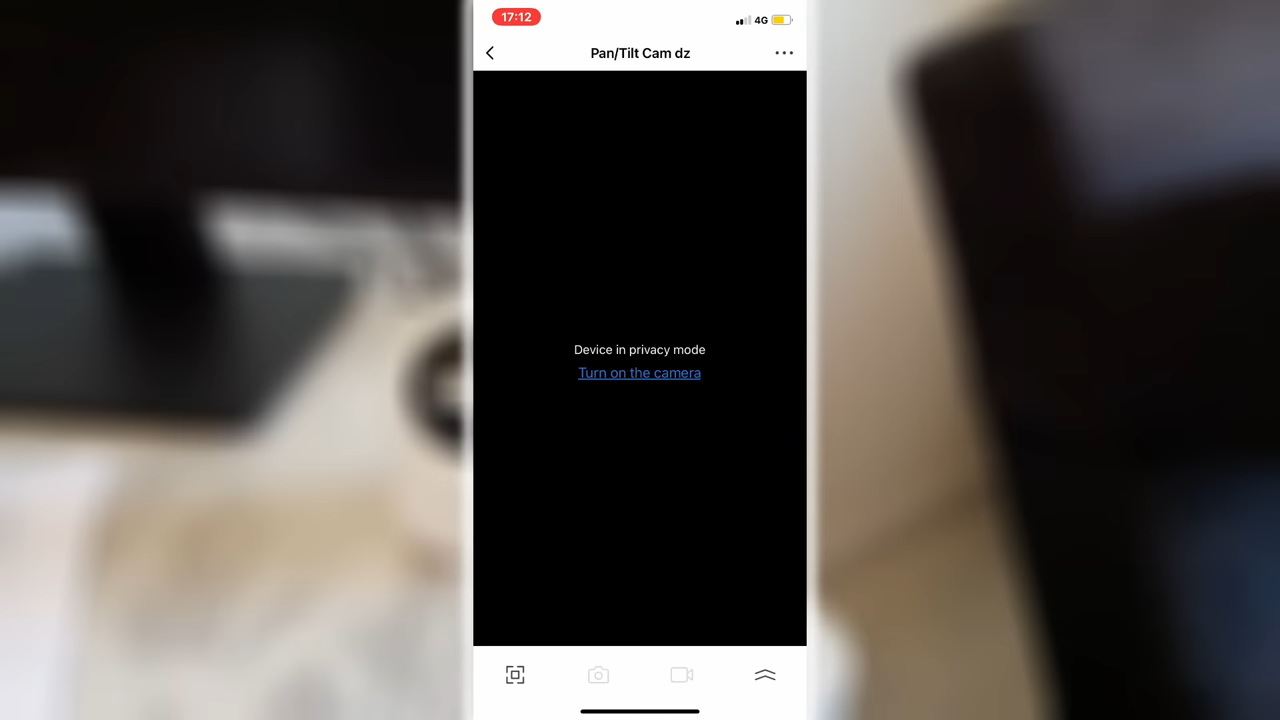 17:12
4G
Pan/Tilt Cam dz
Device in privacy mode
Turn on the camera